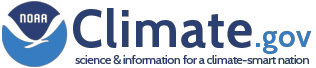 NOAA
Climate.gov
science & information for a climate-smart nation